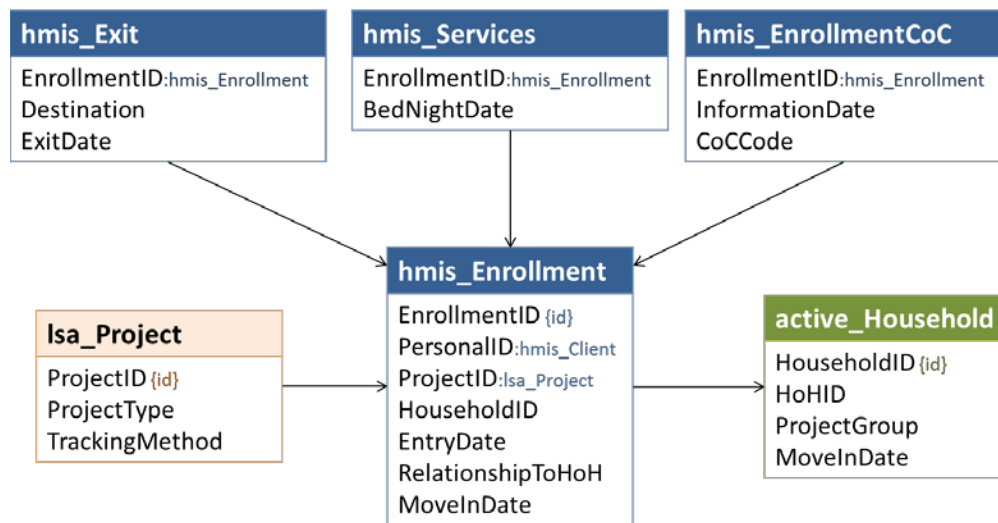 hmis_Exit
EnrollmentID:hmis_Enrollment
Destination
ExitDate
hmis_Services
EnrollmentID:hmis_Enrollment
BedNightDate
hmis_EnrollmentCoC
EnrollmentID:hmis_Enrollment
InformationDate
CoCCode
lsa_Project
ProjectID {id}
ProjectType
TrackingMethod
hmis_Enrollment
EnrollmentID {id}
PersonalID:hmis_Client
ProjectID:lsa_Project
HouseholdID
EntryDate
RelationshipToHoH
MoveInDate
active_Household
HouseholdID {id}
HoHID
ProjectGroup
MoveInDate